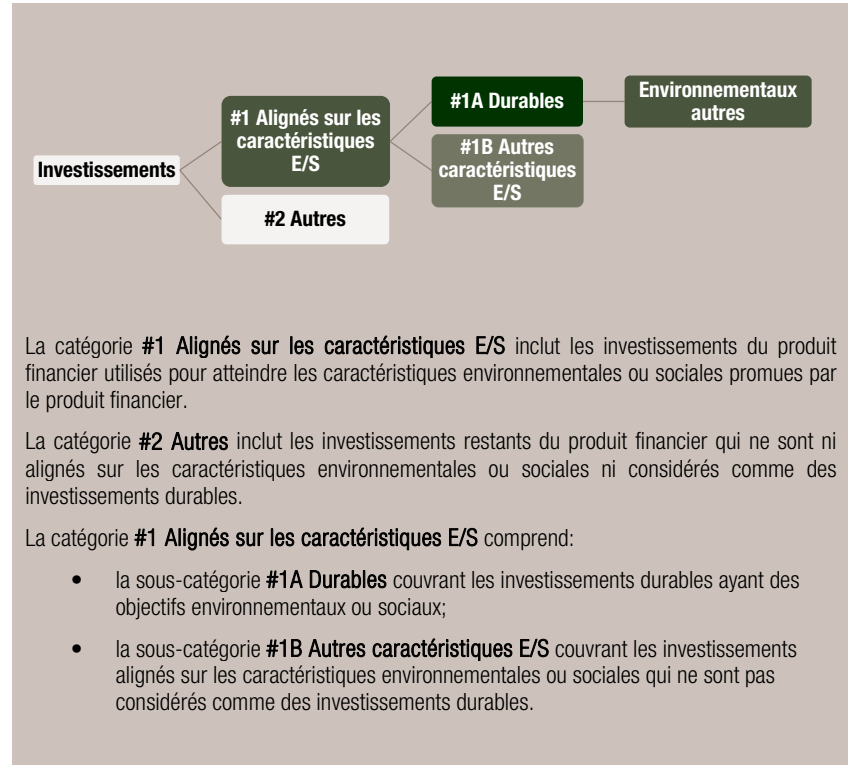 Investissements
#1 Alignés sur les
caractéristiques
E/S
#2 Autres
#1A Durables
#1B Autres
caractéristiques
E/S
Environnementaux
autres
La catégorie #1 Alignés sur les caractéristiques E/S inclut les investissements du produit
financier utilisés pour atteindre les caractéristiques environnementales ou sociales promues par
le produit financier.
La catégorie #2 Autres inclut les investissements restants du produit financier qui ne sont ni
alignés sur les caractéristiques environnementales ou sociales ni considérés comme des
investissements durables.
La catégorie #1 Alignés sur les caractéristiques E/S comprend:
• la sous-catégorie #1A Durables couvrant les investissements durables ayant des
objectifs environnementaux ou sociaux;
• la sous-catégorie #1B Autres caractéristiques E/S couvrant les investissements
alignés sur les caractéristiques environnementales ou sociales qui ne sont pas
considérés comme des investissements durables.